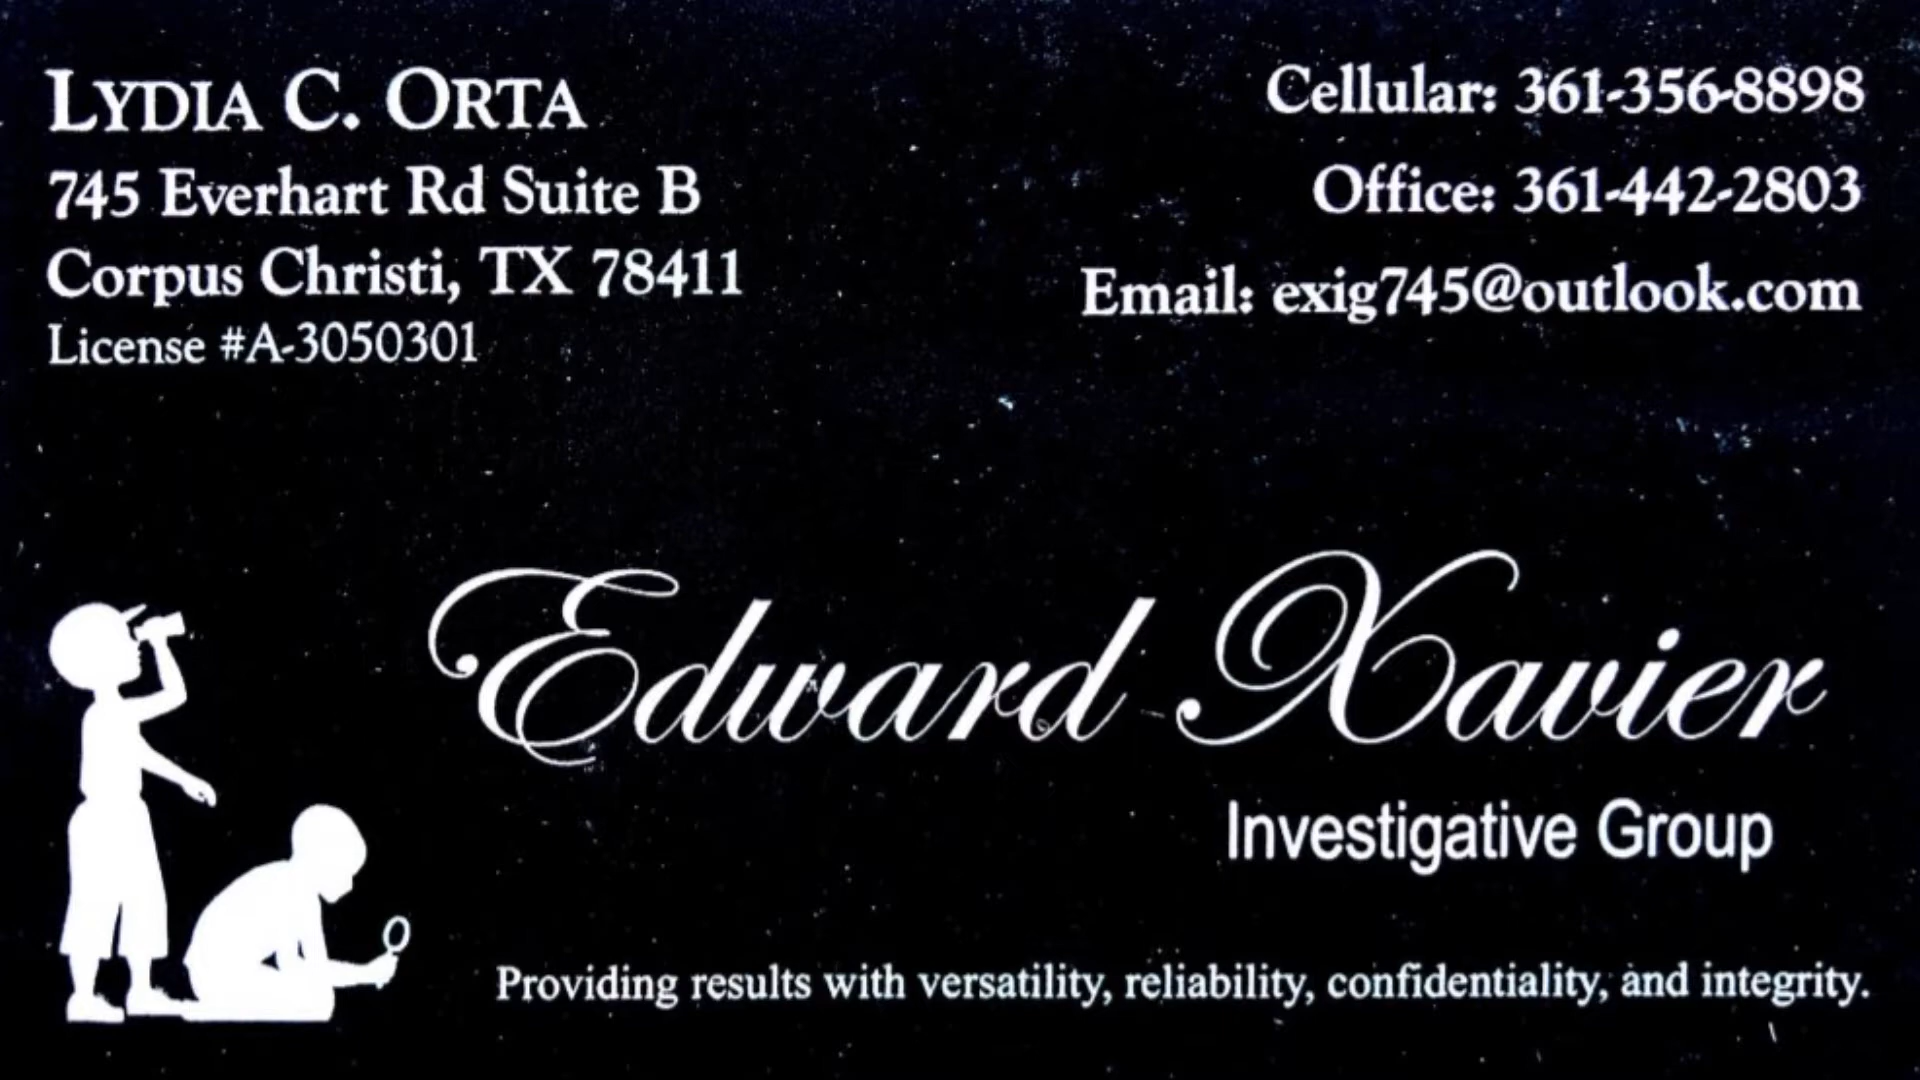 LYDIA C. ORTA
745 Everhart Rd Suite B
Corpus Christi, TX 78411
License #A-3050301
Cellular: 361-356-8898
Office: 361-442-2803
Email: exig745@outlook.com
Edward Xavier
Investigative Group
Providing results with versatility, reliability, confidentiality, and integrity.